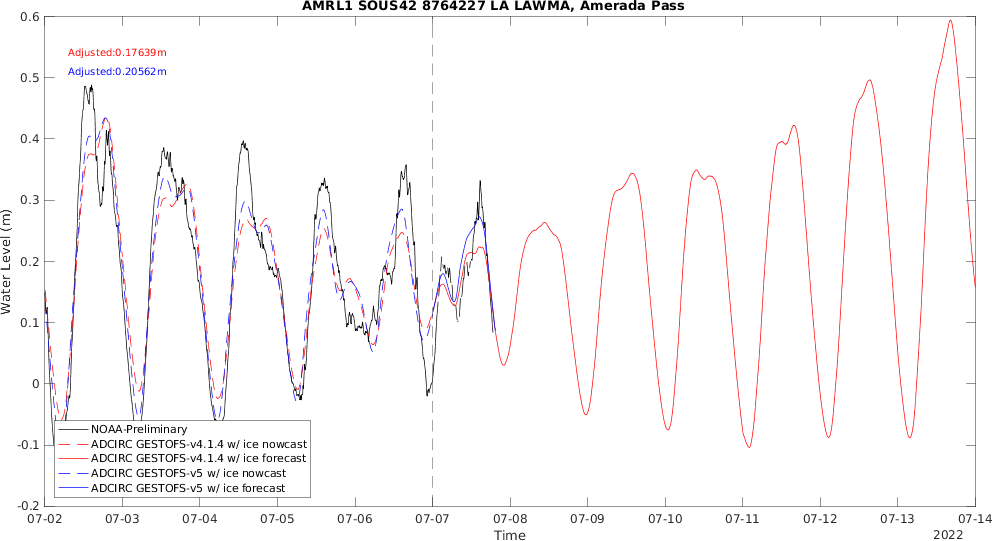 AMRL1 SOUS42 8764227 LA LAWMA, Amerada Pass
Adjusted:0.17639m
Adjusted:0.20562m
0.6
0.5
0.4
0.3
0.2
0.1
0
-0.1
-0.2
Water Level (m)
NOAA-Preliminary
ADCIRC GESTOFS-v4.1.4 w/ ice nowcast
ADCIRC GESTOFS-v4.1.4 w/ ice forecast
ADCIRC GESTOFS-v5 w/ ice nowcast
ADCIRC GESTOFS-v5 w/ ice forecast
07-02 07-03 07-04 07-05 07-06 07-07 07-08 07-09 07-10 07-11 07-12 07-13 07-14
Time
2022